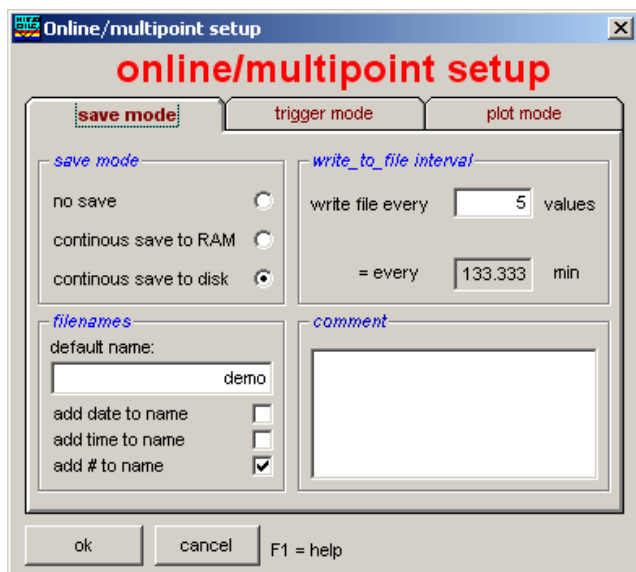 Online/multipoint setup
online/multipoint setup
save mode
trigger mode
plot mode
save mode
no save
continous save to RAM
continous save to disk
write_to_file interval
write file every 5 values
= every 133.333 min
filenames
default name:
demo
add date to name
add time to name
add # to name
comment
ok
cancel
F1 = help